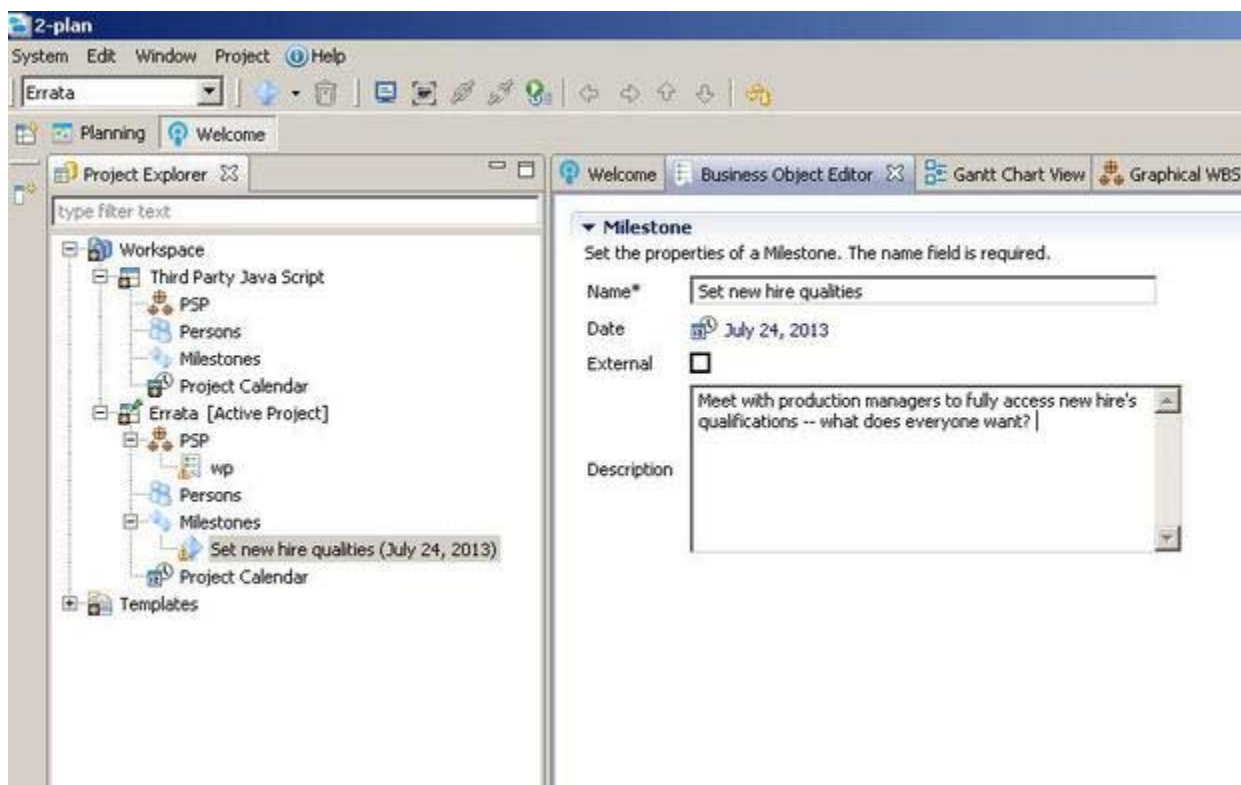 2-plan
System Edit Window Project Help
Errata
Planning Welcome
Project Explorer
type filter text
Workspace
Third Party Java Script
PSP
Persons
Milestones
Project Calendar
Errata [Active Project]
PSP
wp
Persons
Milestones
Set new hire qualities (July 24, 2013)
Project Calendar
Templates
Welcome Business Object Editor Gantt Chart View Graphical WBS
Milestone
Set the properties of a Milestone. The name field is required.
Name* Set new hire qualities
Date July 24, 2013
External
Description
Meet with production managers to fully access new hire's
qualifications -- what does everyone want?